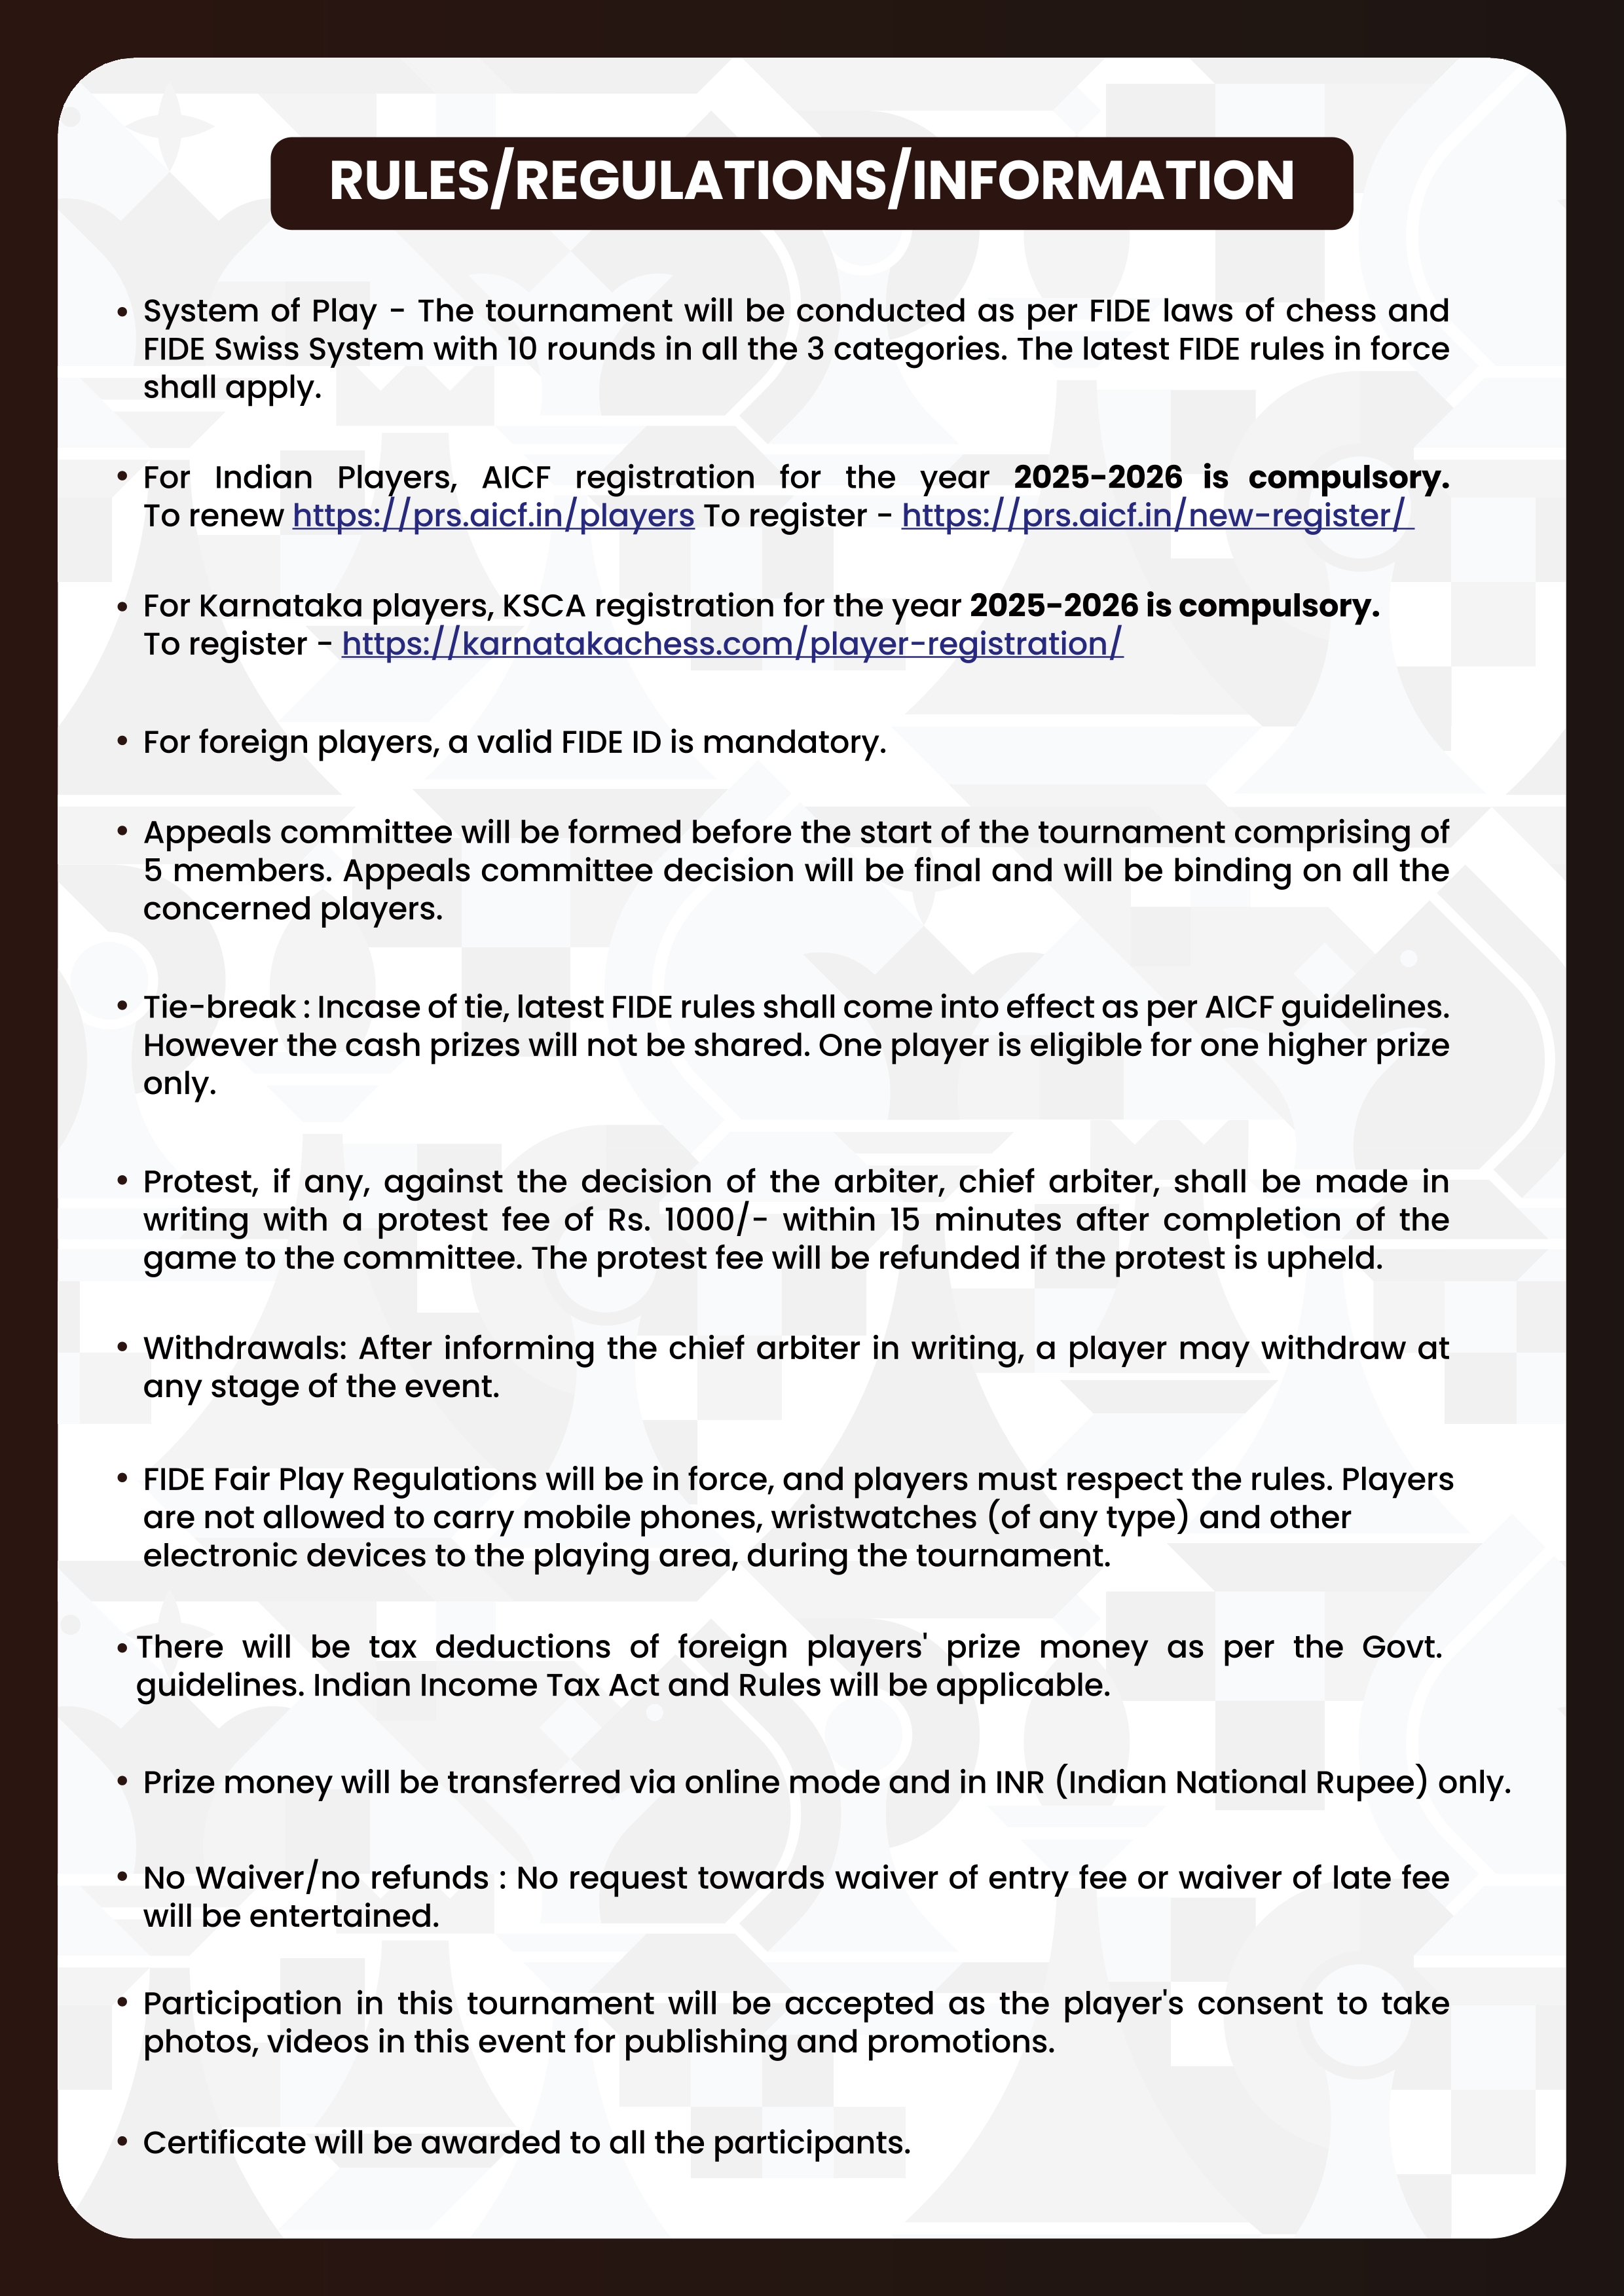 RULES/REGULATIONS/INFORMATION
• System of Play - The tournament will be conducted as per FIDE laws of chess and
FIDE Swiss System with 10 rounds in all the 3 categories. The latest FIDE rules in force
shall apply.
• For Indian Players, AICF registration for the year 2025-2026 is compulsory.
To renew https://prs.aicf.in/players To register - https://prs.aicf.in/new-register/
• For Karnataka players, KSCA registration for the year 2025-2026 is compulsory.
To register - https://karnatakachess.com/player-registration/
• For foreign players, a valid FIDE ID is mandatory.
• Appeals committee will be formed before the start of the tournament comprising of
5 members. Appeals committee decision will be final and will be binding on all the
concerned players.
• Tie-break : Incase of tie, latest FIDE rules shall come into effect as per AICF guidelines.
However the cash prizes will not be shared. One player is eligible for one higher prize
only.
• Protest, if any, against the decision of the arbiter, chief arbiter, shall be made in
writing with a protest fee of Rs. 1000/- within 15 minutes after completion of the
game to the committee. The protest fee will be refunded if the protest is upheld.
• Withdrawals: After informing the chief arbiter in writing, a player may withdraw at
any stage of the event.
• FIDE Fair Play Regulations will be in force, and players must respect the rules. Players
are not allowed to carry mobile phones, wristwatches (of any type) and other
electronic devices to the playing area, during the tournament.
• There will be tax deductions of foreign players' prize money as per the Govt.
guidelines. Indian Income Tax Act and Rules will be applicable.
• Prize money will be transferred via online mode and in INR (Indian National Rupee) only.
• No Waiver/no refunds : No request towards waiver of entry fee or waiver of late fee
will be entertained.
• Participation in this tournament will be accepted as the player's consent to take
photos, videos in this event for publishing and promotions.
• Certificate will be awarded to all the participants.